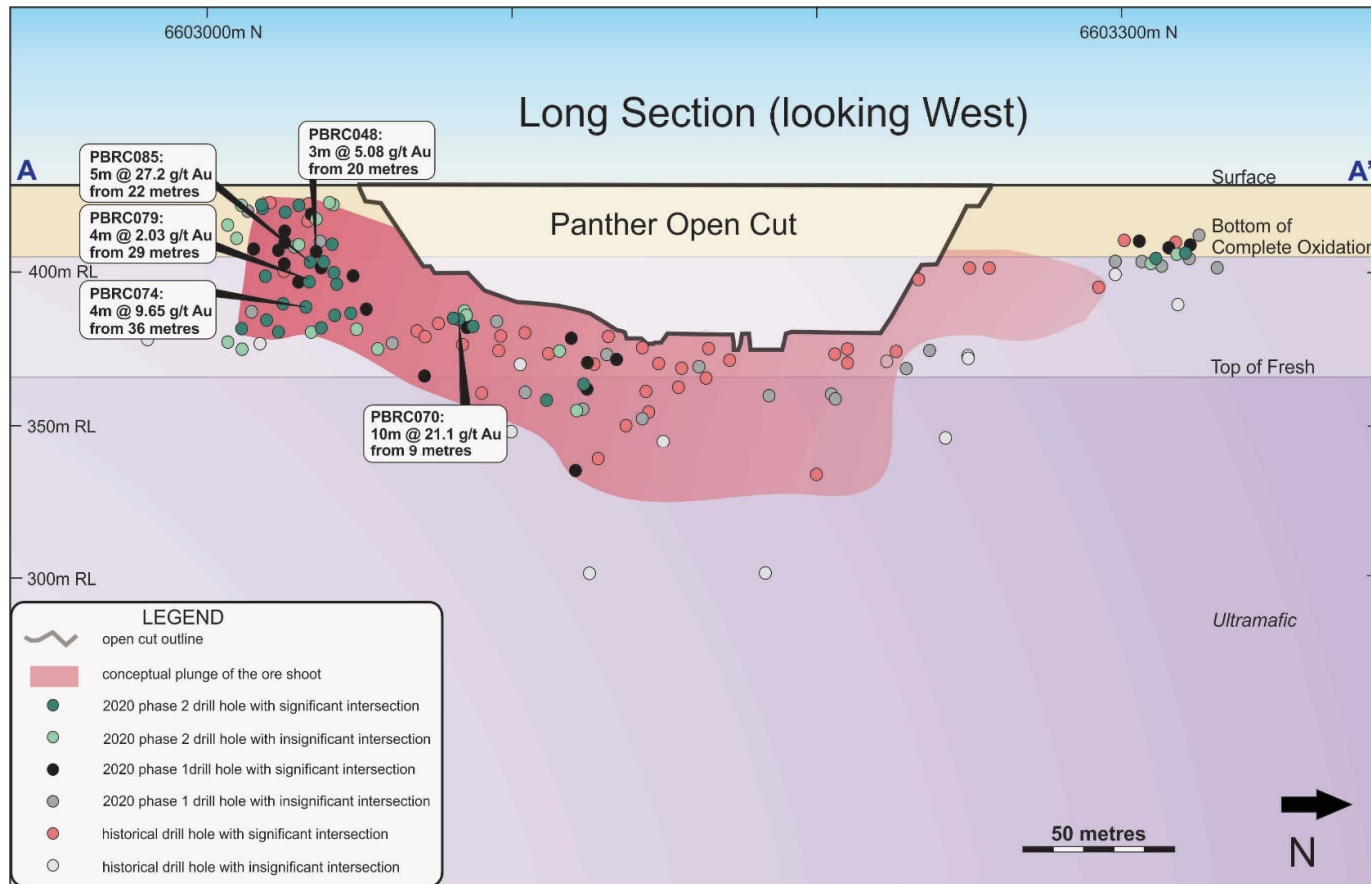 6603000m N
6603300m N
Long Section (looking West)
PBRC048:
3m @ 5.08 g/t Au
from 20 metres
PBRC085:
5m @ 27.2 g/t Au
from 22 metres
A
A'
Surface
PBRC079:
4m @ 2.03 g/t Au
from 29 metres
Panther Open Cut
Bottom of
Complete Oxidation
400m RL
PBRC074:
4m @ 9.65 g/t Au
from 36 metres
Top of Fresh
PBRC070:
10m @ 21.1 g/t Au
from 9 metres
350m RL
300m RL
Ultramafic
LEGEND
open cut outline
conceptual plunge of the ore shoot
2020 phase 2 drill hole with significant intersection
2020 phase 2 drill hole with insignificant intersection
2020 phase 1drill hole with significant intersection
2020 phase 1 drill hole with insignificant intersection
historical drill hole with significant intersection
historical drill hole with insignificant intersection
50 metres
N